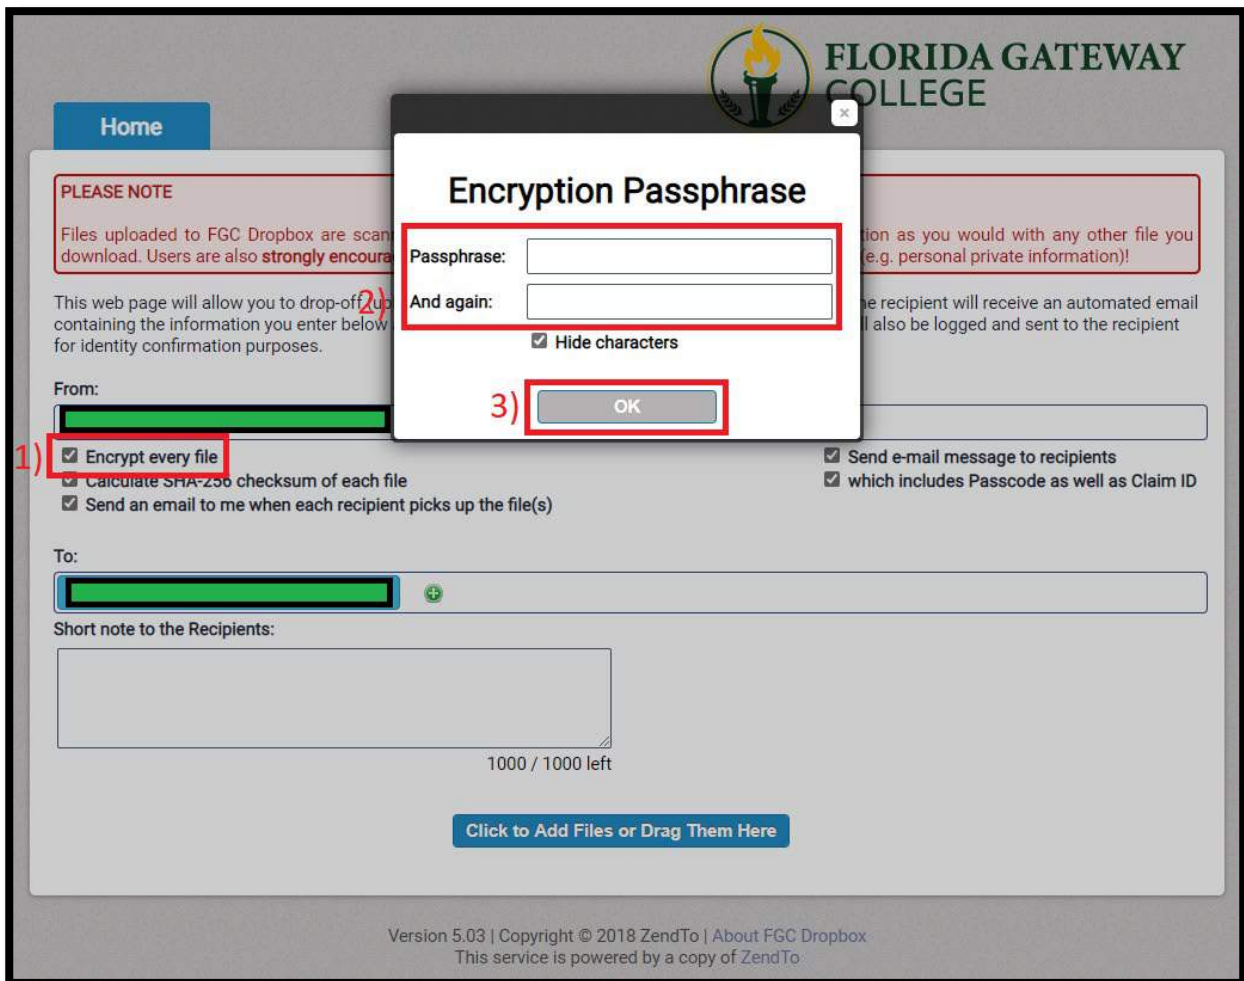 FLORIDA GATEWAY
COLLEGE
Home
×
Encryption Passphrase
PLEASE NOTE
Files uploaded to FGC Dropbox are scan
tion as you would with any other file you
download. Users are also strongly encoura
(e.g. personal private information)!
Passphrase:
2)
And again:
Hide characters
3)
OK
This web page will allow you to drop-off (up
he recipient will receive an automated email
containing the information you enter below
ll also be logged and sent to the recipient
for identity confirmation purposes.
From:
1)
Encrypt every file
Send e-mail message to recipients
Calculate SHA-256 checksum of each file
which includes Passcode as well as Claim ID
Send an email to me when each recipient picks up the file(s)
To:
Short note to the Recipients:
1000 / 1000 left
Click to Add Files or Drag Them Here
Version 5.03 | Copyright © 2018 ZendTo | About FGC Dropbox
This service is powered by a copy of ZendTo